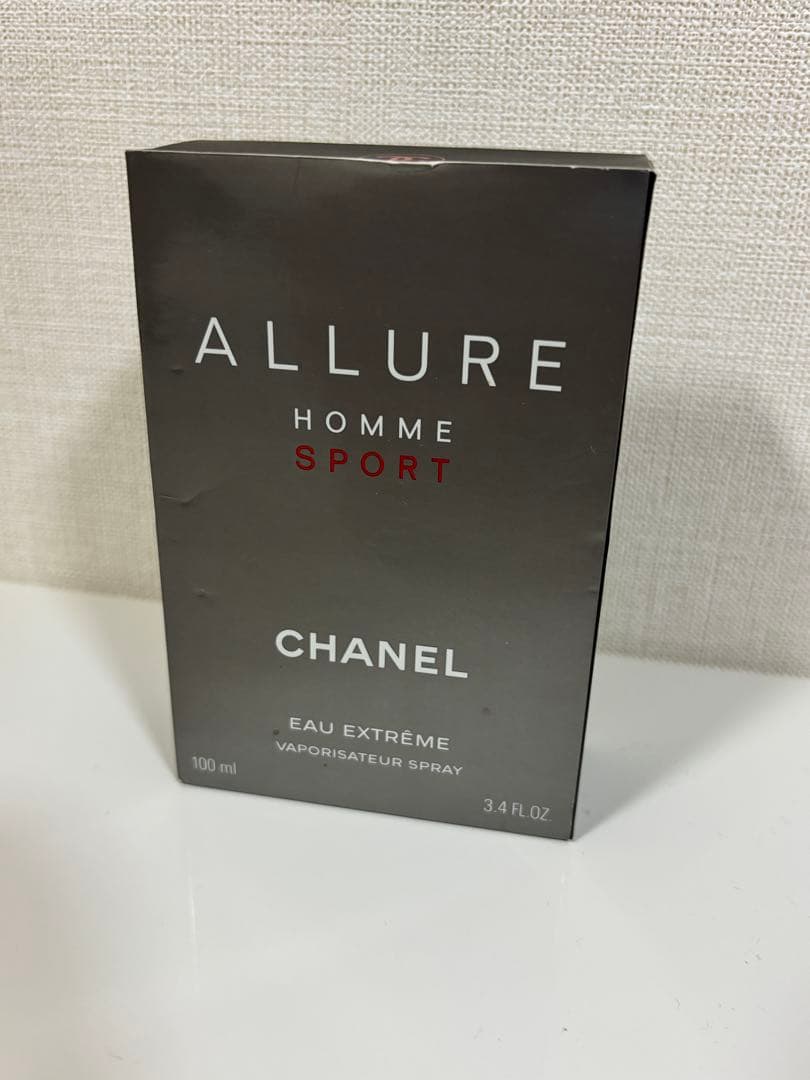 ALLURE
HOMME
SPORT
CHANEL
EAU EXTRÊME
VAPORISATEUR SPRAY
100 ml
3.4 FL.OZ.